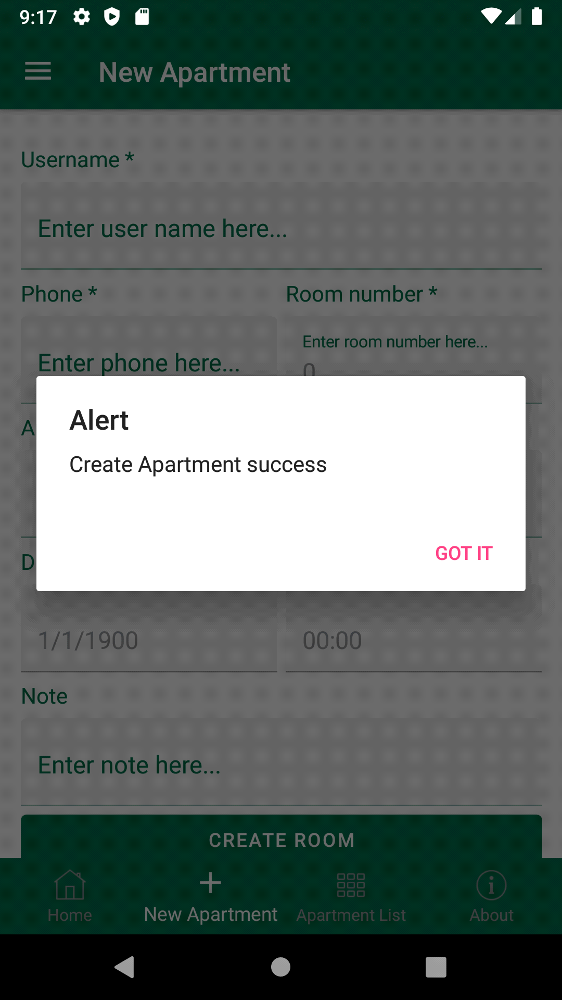 9:17
New Apartment
Username *
Enter user name here...
Phone *
Room number *
Enter phone here...
Enter room number here...
0
A
Alert
Create Apartment success
GOT IT
D
1/1/1900
00:00
Note
Enter note here...
CREATE ROOM
Home
New Apartment
Apartment List
About